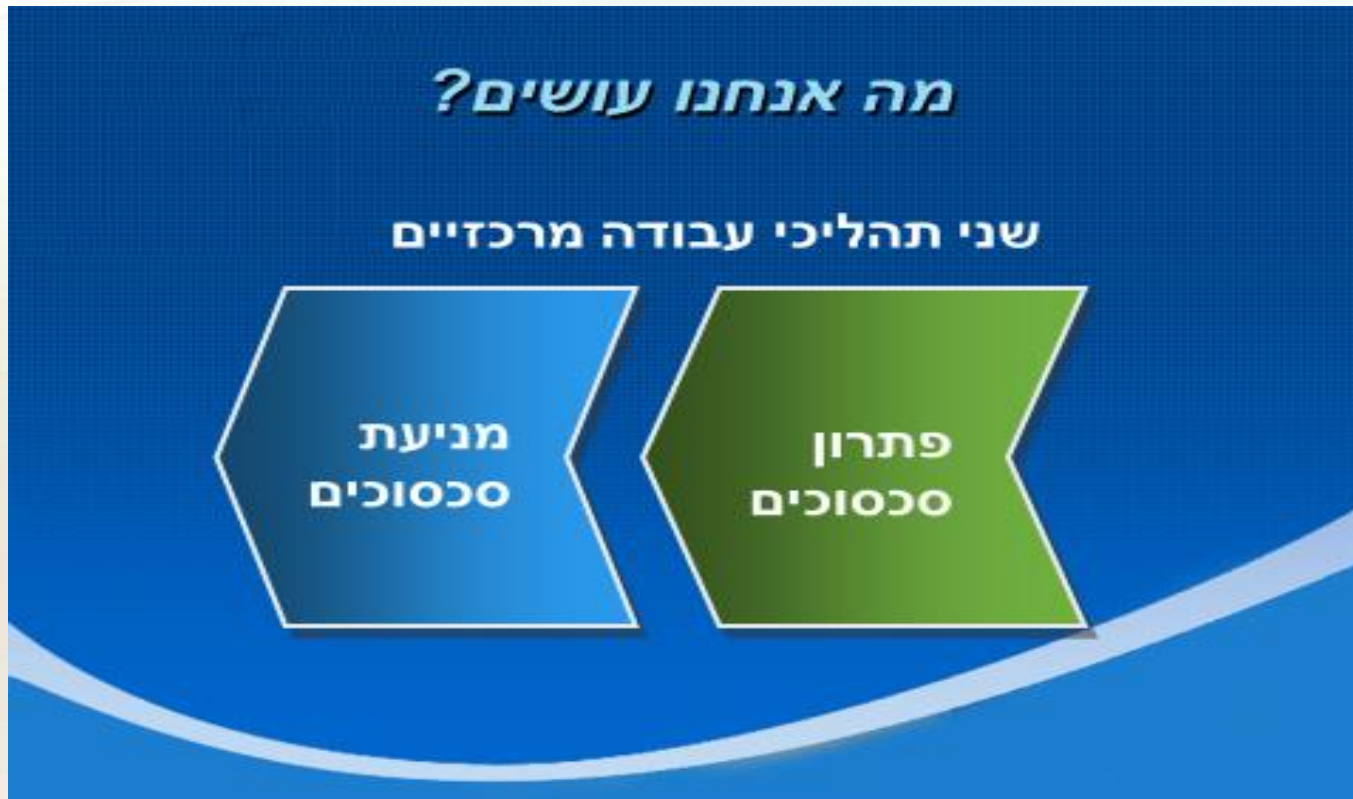 מה אנחנו עושים?
שני תהליכי עבודה מרכזיים
פתרון
סכסוכים
מניעת
סכסוכים